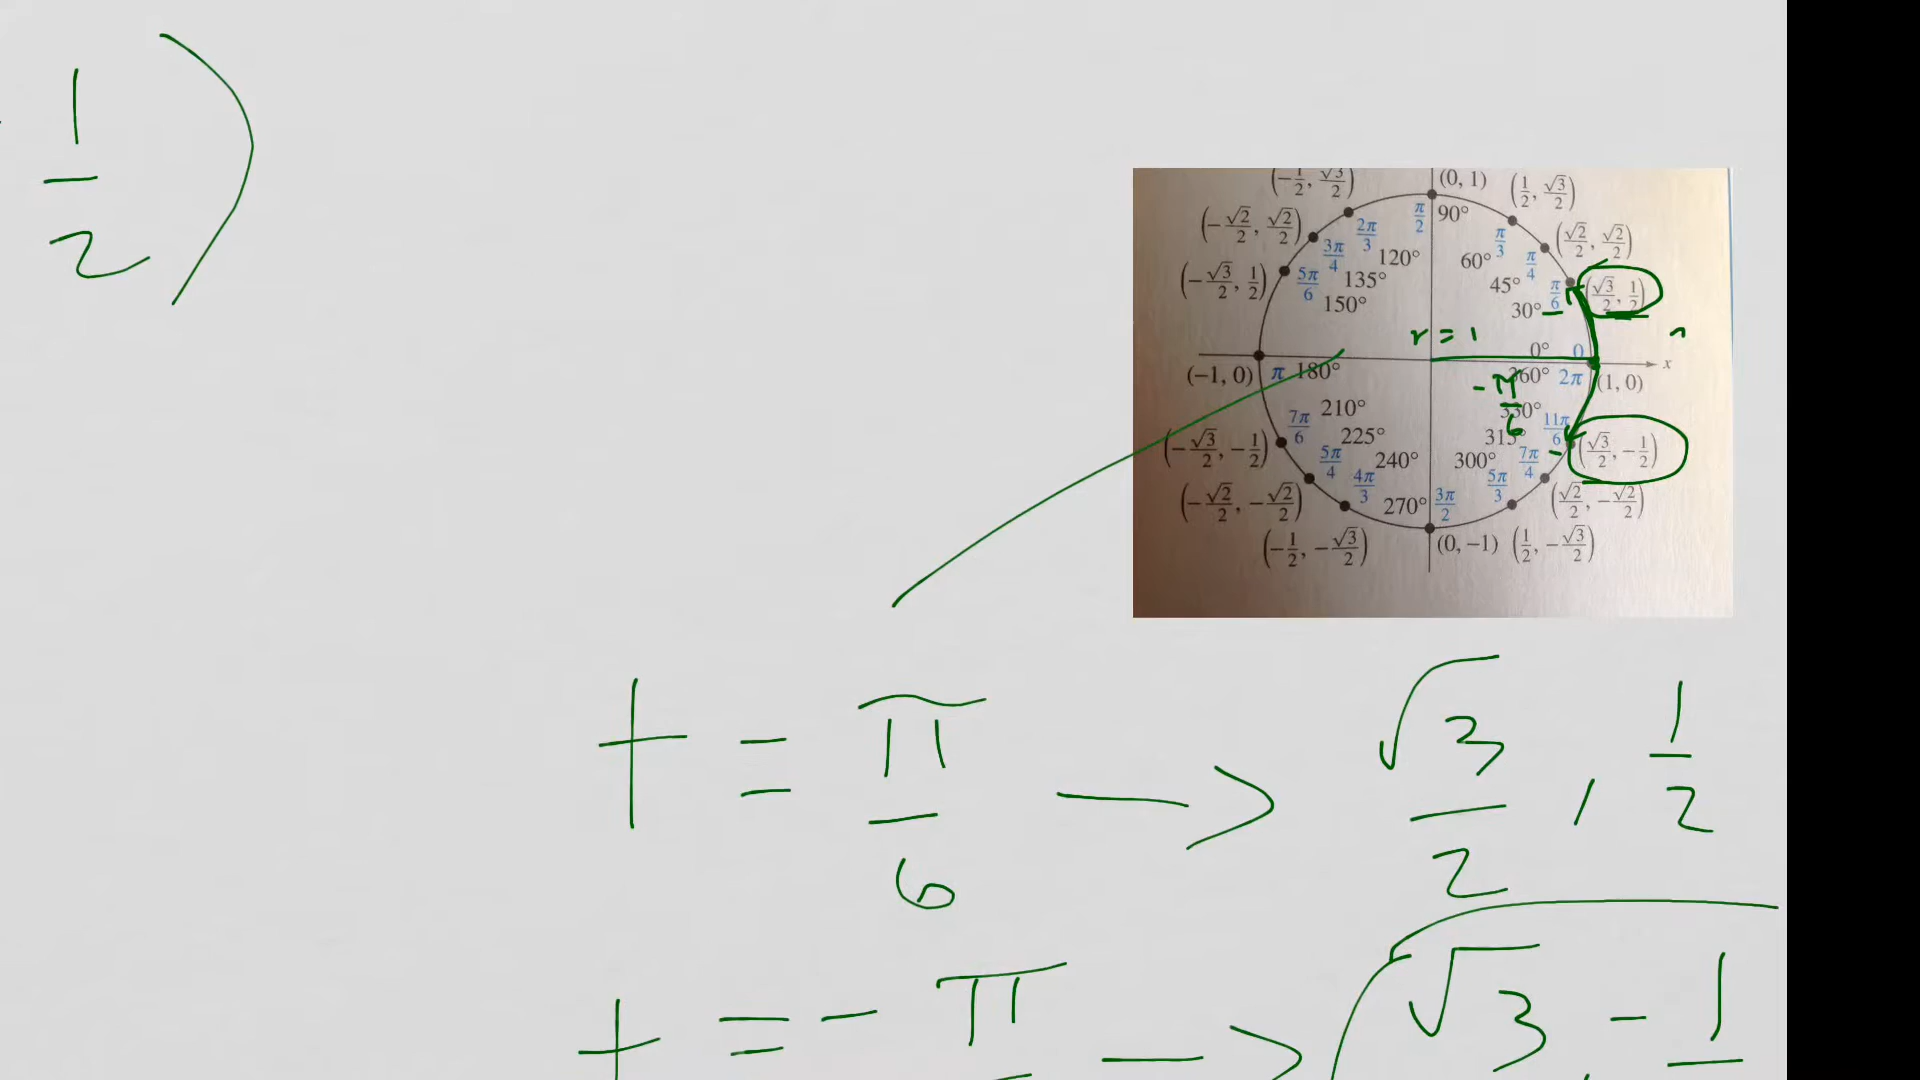 1/2 )
(-1/2, √3/2) (0, 1) (1/2, √3/2)
(-√2/2, √2/2) 2π/3 π/2 90° π/3 (√2/2, √2/2)
3π/4 120° 60° π/4
(-√3/2, 1/2) 5π/6 135° 45° π/6 (√3/2, 1/2)
150° 30°
r = 1
0° 0 x
(-1, 0) π 180° 360° 2π (1, 0)
-π/6
7π/6 210° 330° 11π/6
(-√3/2, -1/2) 225° 315° (√3/2, -1/2)
5π/4 240° 300° 7π/4
(-√2/2, -√2/2) 4π/3 270° 3π/2 5π/3 (√2/2, -√2/2)
(-1/2, -√3/2) (0, -1) (1/2, -√3/2)
t = π/6 → √3/2 , 1/2
t = - π → √3 , - 1